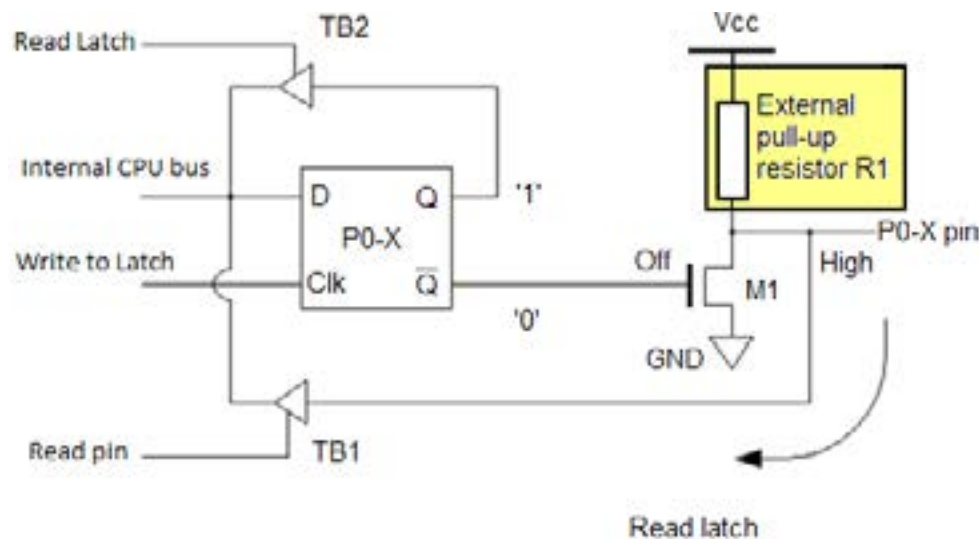 TB2
Vcc
Read Latch
External
pull-up
resistor R1
Internal CPU bus
D
Q
'1'
P0-X
P0-X pin
Write to Latch
Off
High
Clk
Q
M1
'0'
GND
Read pin
TB1
Read latch